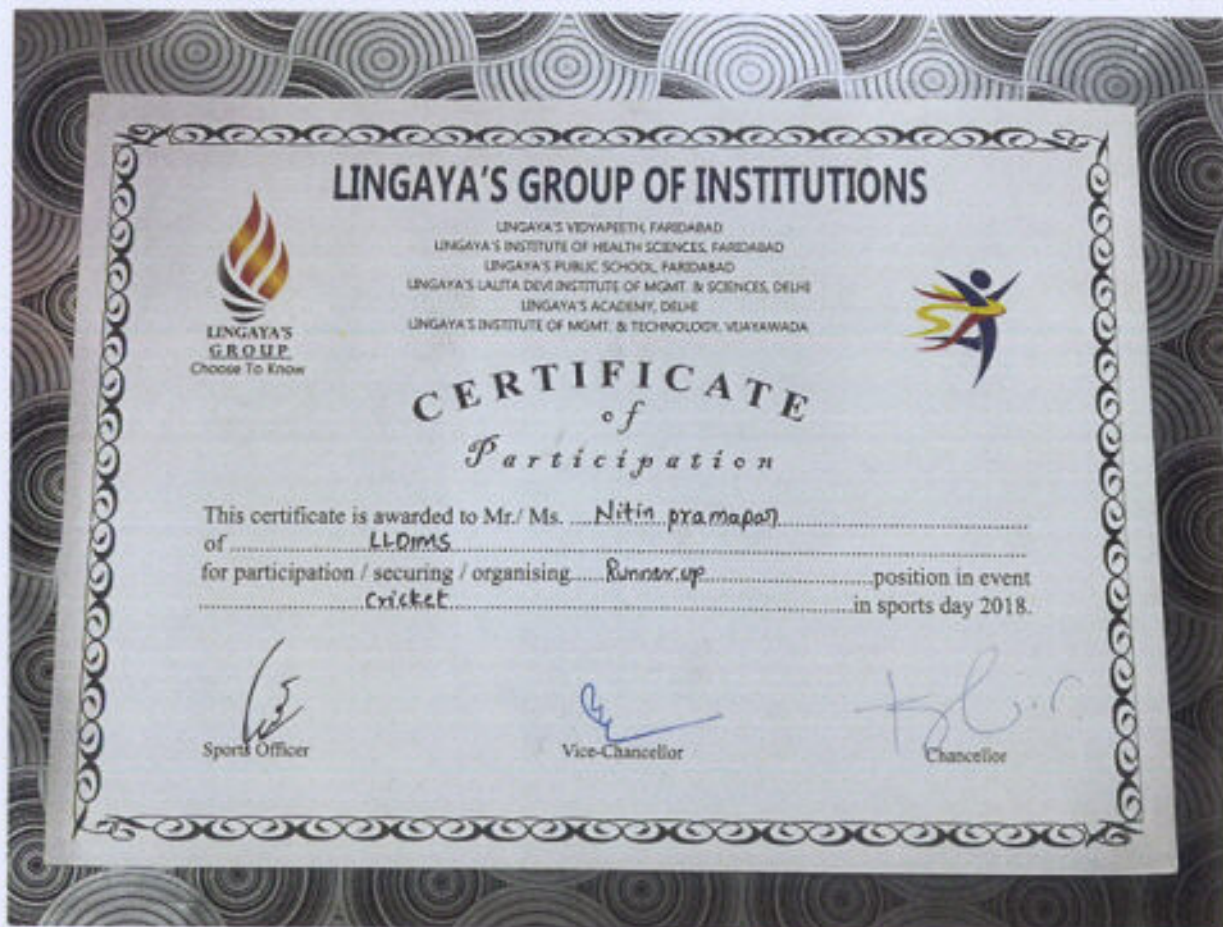 LINGAYA'S GROUP OF INSTITUTIONS
LINGAYA'S VIDYAPEETH, FARIDABAD
LINGAYA'S INSTITUTE OF HEALTH SCIENCES, FARIDABAD
LINGAYA'S PUBLIC SCHOOL, FARIDABAD
LINGAYA'S LALITA DEVI INSTITUTE OF MGMT. & SCIENCES, DELHI
LINGAYA'S ACADEMY, DELHI
LINGAYA'S INSTITUTE OF MGMT. & TECHNOLOGY, VIJAYAWADA
LINGAYA'S
GROUP
Choose To Know
CERTIFICATE
of
Participation
This certificate is awarded to Mr./ Ms. Nitin
of LLDIMS
for participation / securing / organising Runner up position in event
Cricket in sports day 2018.
Sports Officer
Vice-Chancellor
Chancellor